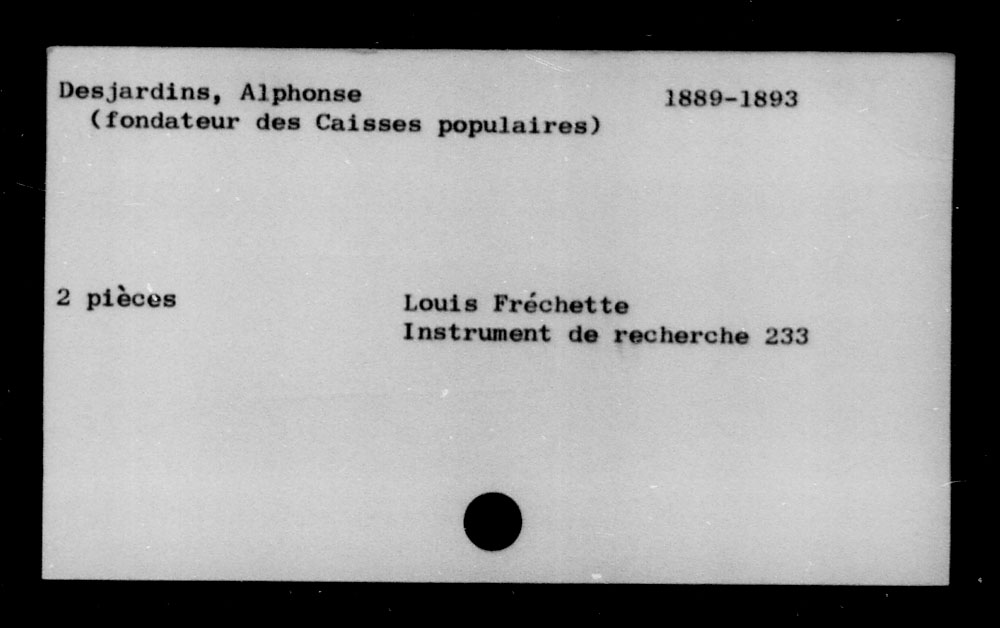 Desjardins, Alphonse 1889-1893
(fondateur des Caisses populaires)
2 pièces Louis Fréchette
Instrument de recherche 233